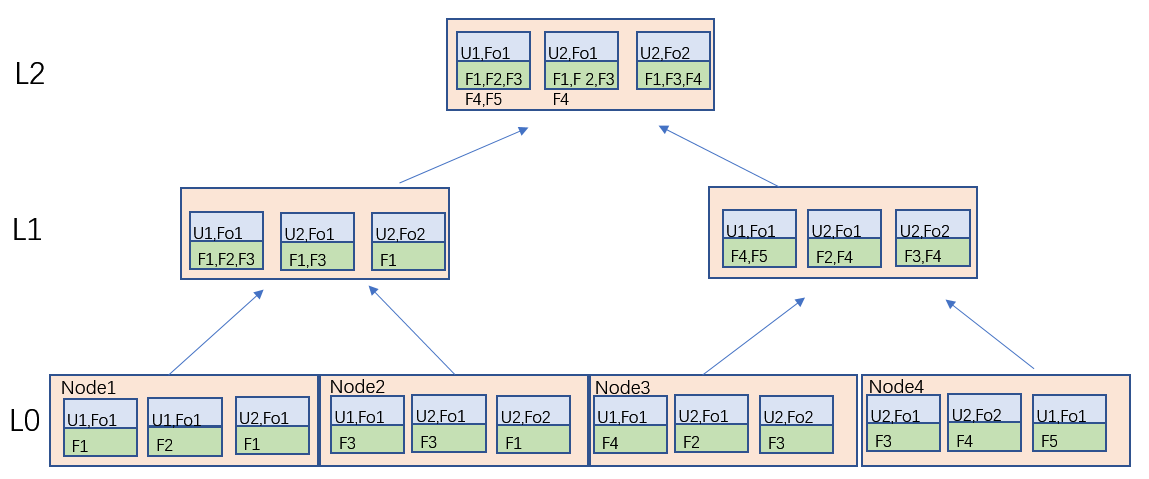 L2
U1,Fo1
F1,F2,F3
F4,F5
U2,Fo1
F1,F 2,F3
F4
U2,Fo2
F1,F3,F4
L1
U1,Fo1
F1,F2,F3
U2,Fo1
F1,F3
U2,Fo2
F1
U1,Fo1
F4,F5
U2,Fo1
F2,F4
U2,Fo2
F3,F4
L0
Node1
U1,Fo1
F1
U1,Fo1
F2
U2,Fo1
F1
Node2
U1,Fo1
F3
U2,Fo1
F3
U2,Fo2
F1
Node3
U1,Fo1
F4
U2,Fo1
F2
U2,Fo2
F3
Node4
U2,Fo1
F3
U2,Fo2
F4
U1,Fo1
F5